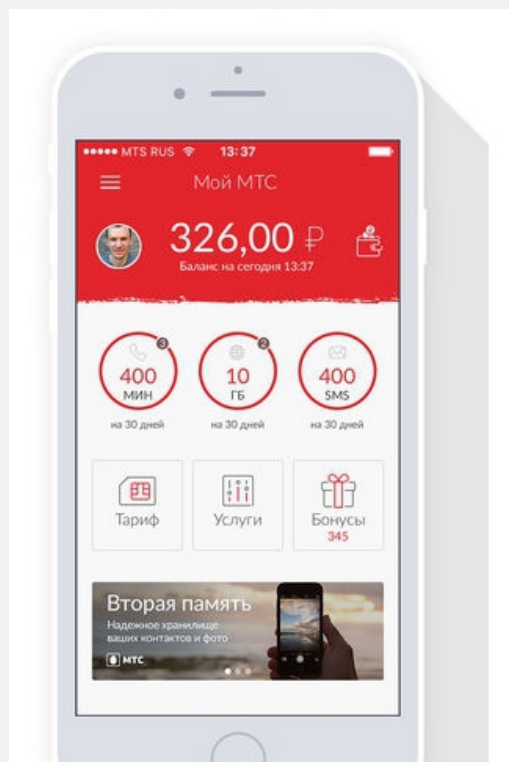 MTS RUS 13:37
Мой МТС
326,00 ₽
Баланс на сегодня 13:37
3 2
400 10 400
МИН ГБ SMS
на 30 дней на 30 дней на 30 дней
Тариф Услуги Бонусы
345
Вторая память
Надежное хранилище
ваших контактов и фото
МТС